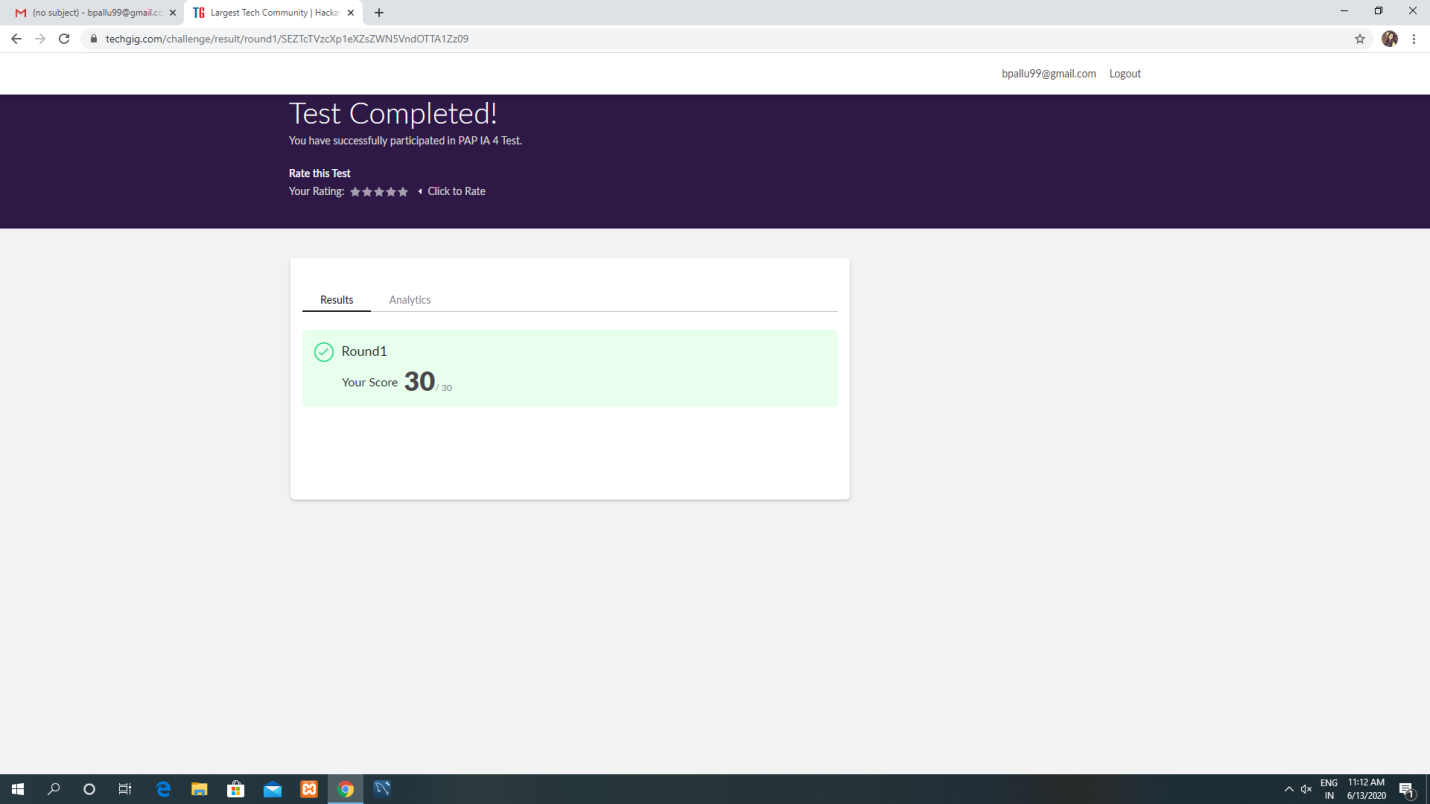 (no subject) - bpallu99@gmail.co
TG Largest Tech Community | Hacka
techgig.com/challenge/result/round1/SEZTcTVzcXp1eXZsZWN5VndOTTA1Zz09
bpallu99@gmail.com Logout
Test Completed!
You have successfully participated in PAP IA 4 Test.
Rate this Test
Your Rating: Click to Rate
Results Analytics
Round1
Your Score 30 / 30
ENG 11:12 AM
IN 6/13/2020
1